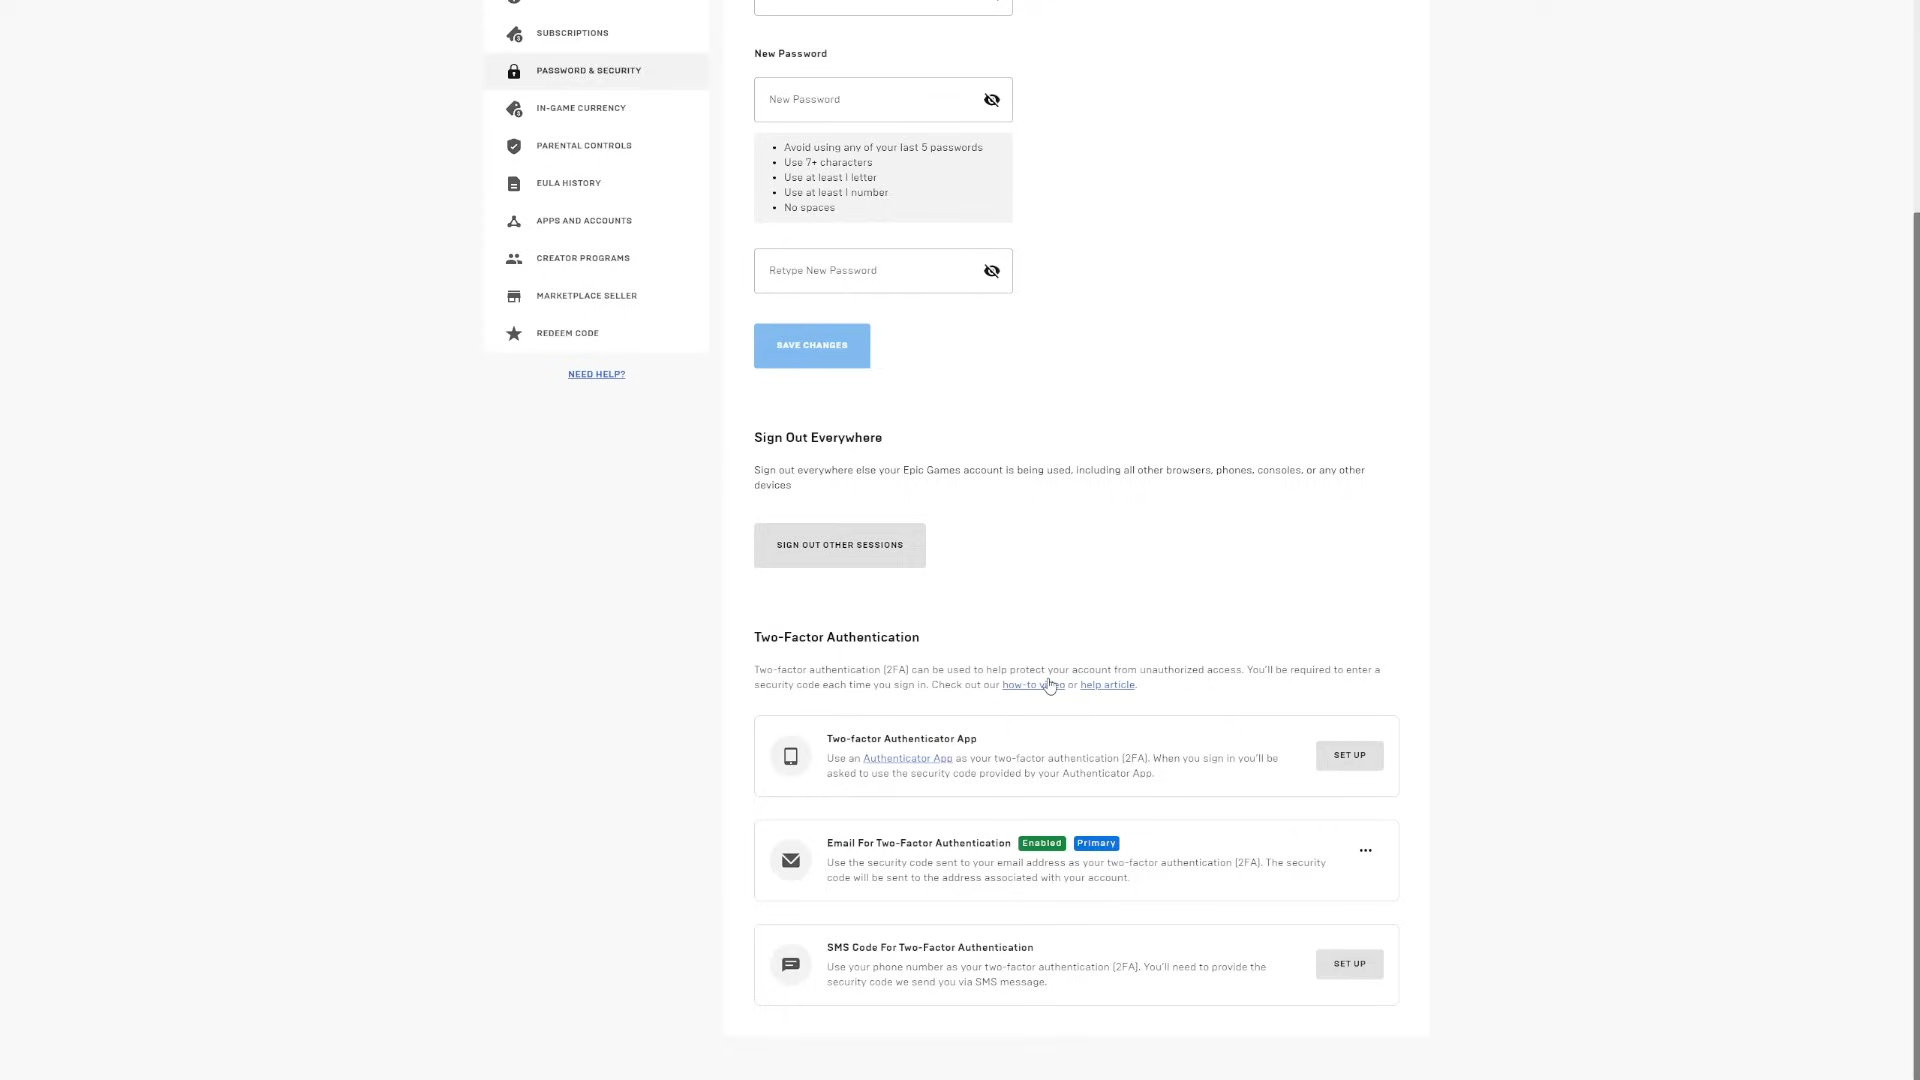 SUBSCRIPTIONS
PASSWORD & SECURITY
IN-GAME CURRENCY
PARENTAL CONTROLS
EULA HISTORY
APPS AND ACCOUNTS
CREATOR PROGRAMS
MARKETPLACE SELLER
REDEEM CODE
NEED HELP?
New Password
New Password
• Avoid using any of your last 5 passwords
• Use 7+ characters
• Use at least 1 letter
• Use at least 1 number
• No spaces
Retype New Password
SAVE CHANGES
Sign Out Everywhere
Sign out everywhere else your Epic Games account is being used, including all other browsers, phones, consoles, or any other
devices
SIGN OUT OTHER SESSIONS
Two-Factor Authentication
Two-factor authentication [2FA] can be used to help protect your account from unauthorized access. You'll be required to enter a
security code each time you sign in. Check out our how-to video or help article.
Two-factor Authenticator App
Use an Authenticator App as your two-factor authentication [2FA]. When you sign in you'll be
asked to use the security code provided by your Authenticator App.
SET UP
Email For Two-Factor Authentication Enabled Primary
Use the security code sent to your email address as your two-factor authentication [2FA]. The security
code will be sent to the address associated with your account.
SMS Code For Two-Factor Authentication
Use your phone number as your two-factor authentication [2FA]. You'll need to provide the
security code we send you via SMS message.
SET UP